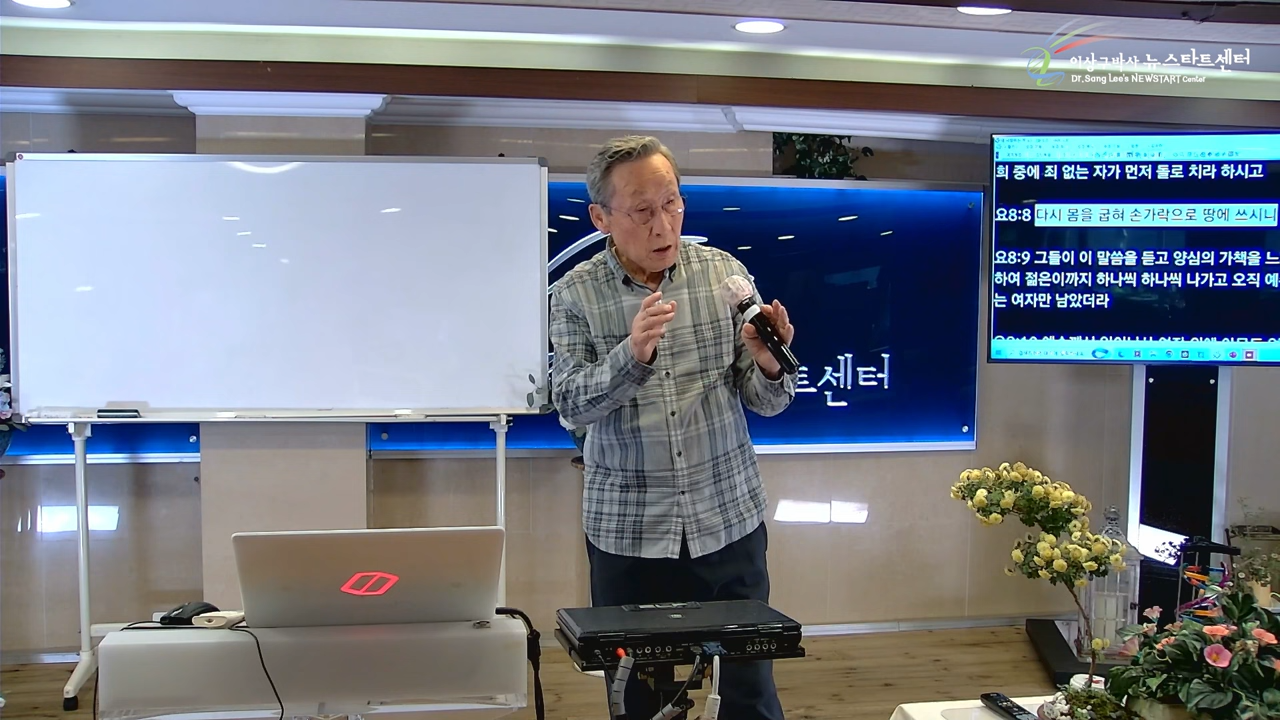 이상구박사 뉴스타트센터
Dr.Sang Lee's NEWSTART Center
희 중에 죄 없는 자가 먼저 돌로 치라 하시고
요8:8 다시 몸을 굽혀 손가락으로 땅에 쓰시니
요8:9 그들이 이 말씀을 듣고 양심의 가책을 느
하여 젊은이까지 하나씩 하나씩 나가고 오직 예
는 여자만 남았더라
트센터